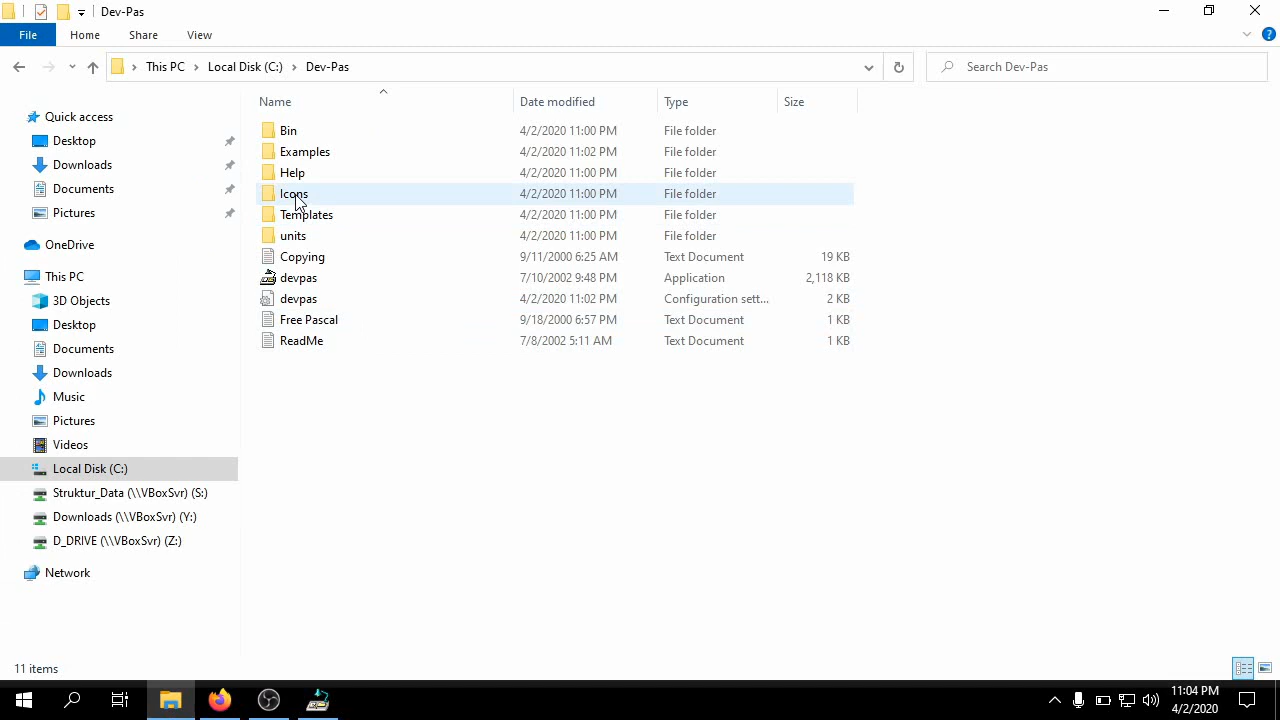 Dev-Pas
File Home Share View
This PC Local Disk (C:) Dev-Pas
Search Dev-Pas
Name Date modified Type Size
Quick access
Desktop
Downloads
Documents
Pictures
OneDrive
This PC
3D Objects
Desktop
Documents
Downloads
Music
Pictures
Videos
Local Disk (C:)
Struktur_Data (\\VBoxSvr) (S:)
Downloads (\\VBoxSvr) (Y:)
D_DRIVE (\\VBoxSvr) (Z:)
Network
Bin 4/2/2020 11:00 PM File folder
Examples 4/2/2020 11:02 PM File folder
Help 4/2/2020 11:00 PM File folder
Icons 4/2/2020 11:00 PM File folder
Templates 4/2/2020 11:00 PM File folder
units 4/2/2020 11:00 PM File folder
Copying 9/11/2000 6:25 AM Text Document 19 KB
devpas 7/10/2002 9:48 PM Application 2,118 KB
devpas 4/2/2020 11:02 PM Configuration sett... 2 KB
Free Pascal 9/18/2000 6:57 PM Text Document 1 KB
ReadMe 7/8/2002 5:11 AM Text Document 1 KB
11 items
11:04 PM
4/2/2020